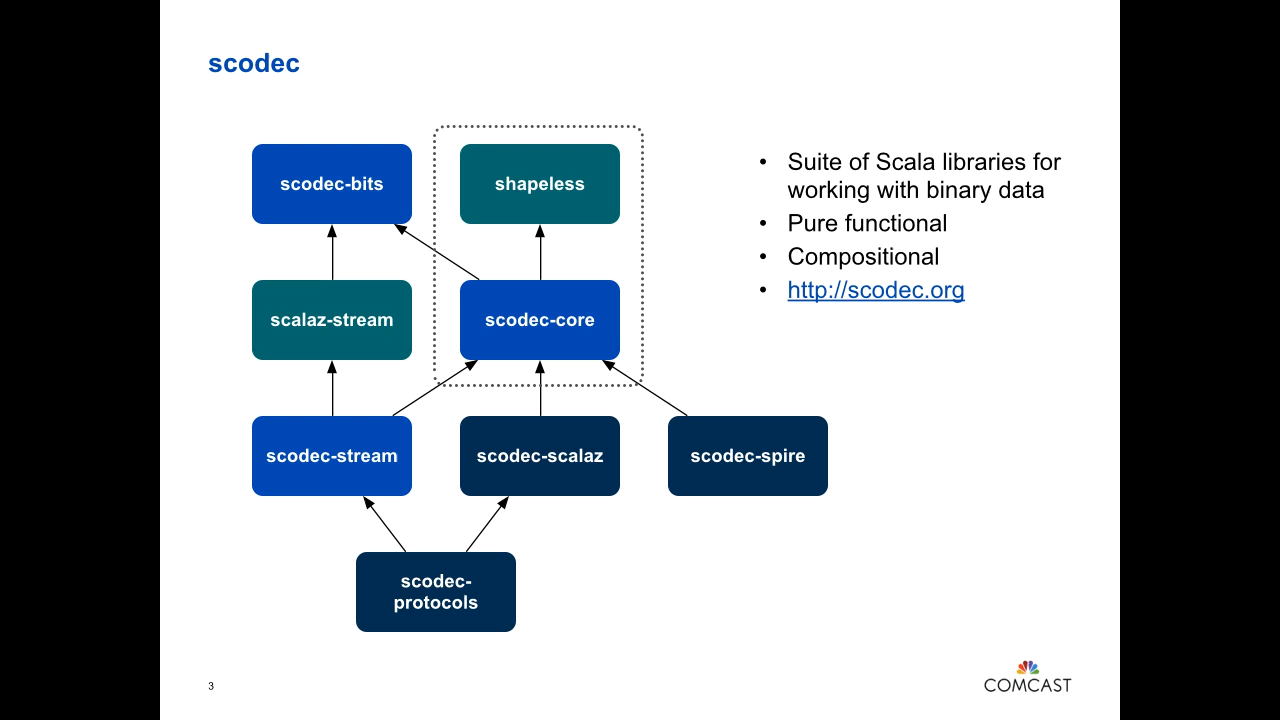 scodec
scodec-bits
shapeless
scalaz-stream
scodec-core
scodec-stream
scodec-scalaz
scodec-spire
scodec-
protocols
• Suite of Scala libraries for
working with binary data
• Pure functional
• Compositional
• http://scodec.org
3
COMCAST